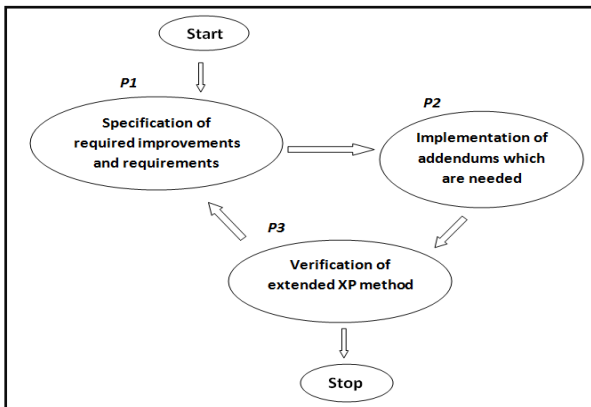 Start
P1
Specification of
required improvements
and requirements
P2
Implementation of
addendums which
are needed
P3
Verification of
extended XP method
Stop